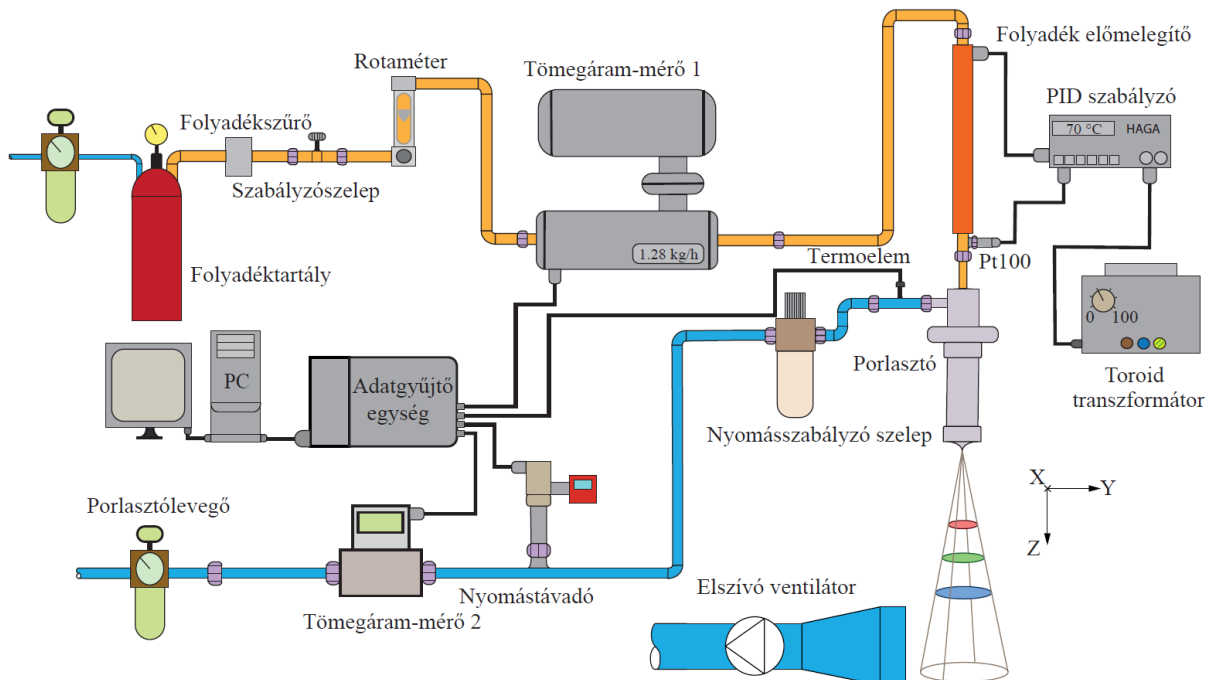 Rotaméter
Tömegáram-mérő 1
Folyadék előmelegítő
PID szabályzó
70 °C
HAGA
Folyadékszűrő
Szabályzószelep
1.28 kg/h
Folyadéktartály
Termoelem
Pt100
0
100
Porlasztó
Toroid
transzformátor
PC
Adatgyűjtő
egység
Nyomásszabályzó szelep
X
Y
Z
Porlasztólevegő
Nyomástávadó
Tömegáram-mérő 2
Elszívó ventilátor